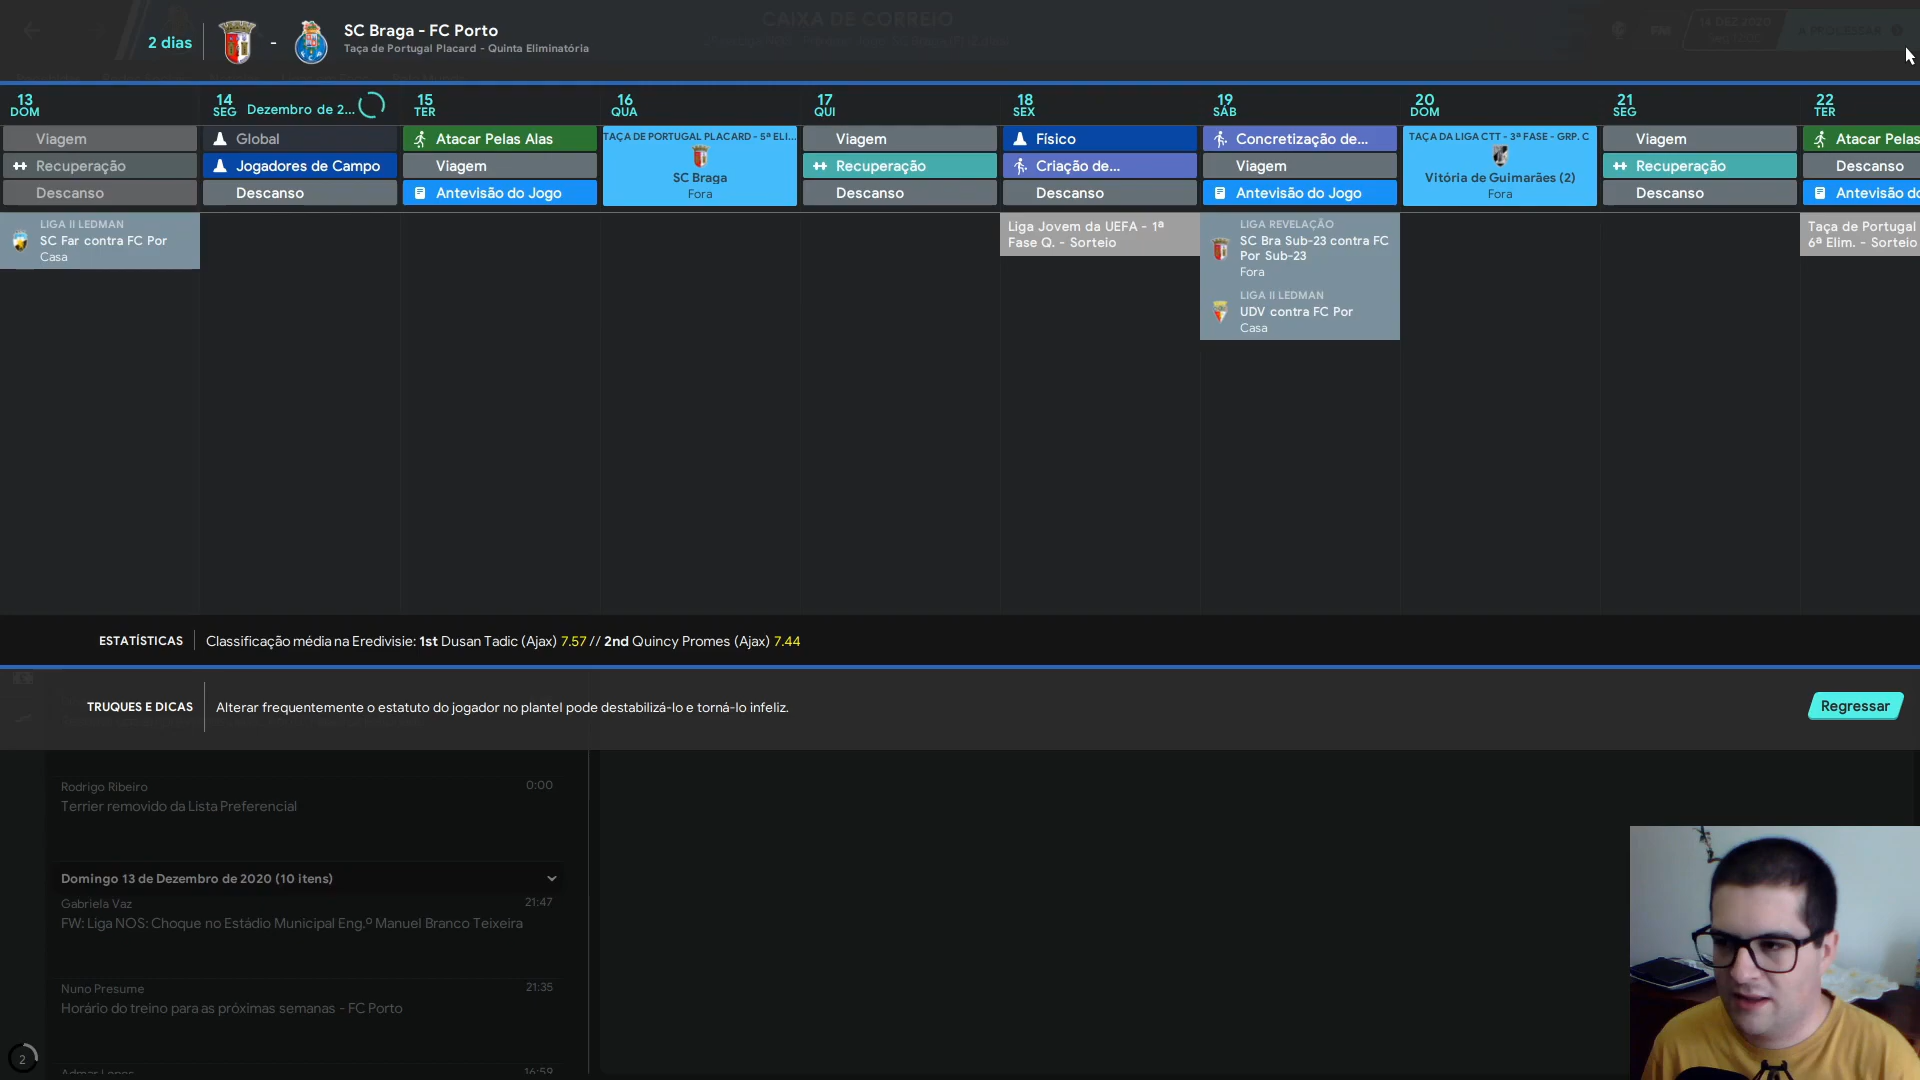 CAIXA DE CORREIO
SC Braga - FC Porto
2 dias
-
Taça de Portugal Placard - Quinta Eliminatória
FM
13
DOM
14
SEG
Dezembro de 2...
15
TER
16
QUA
17
QUI
18
SEX
19
SÁB
20
DOM
21
SEG
22
TER
Viagem
Recuperação
Descanso
Global
Jogadores de Campo
Descanso
Atacar Pelas Alas
Viagem
Antevisão do Jogo
TAÇA DE PORTUGAL PLACARD - 5ª ELI...
SC Braga
Fora
Viagem
Recuperação
Descanso
Físico
Criação de...
Descanso
Concretização de...
Viagem
Antevisão do Jogo
TAÇA DA LIGA CTT - 3ª FASE - GRP. C
Vitória de Guimarães (2)
Fora
Viagem
Recuperação
Descanso
Atacar Pelas
Descanso
Antevisão do
LIGA II LEDMAN
SC Far contra FC Por
Casa
Liga Jovem da UEFA - 1ª
Fase Q. - Sorteio
LIGA REVELAÇÃO
SC Bra Sub-23 contra FC
Por Sub-23
Fora
LIGA II LEDMAN
UDV contra FC Por
Casa
Taça de Portugal
6ª Elim. - Sorteio
ESTATÍSTICAS
Classificação média na Eredivisie: 1st Dusan Tadic (Ajax) 7.57 // 2nd Quincy Promes (Ajax) 7.44
TRUQUES E DICAS
Alterar frequentemente o estatuto do jogador no plantel pode destabilizá-lo e torná-lo infeliz.
Regressar
Rodrigo Ribeiro
0:00
Terrier removido da Lista Preferencial
Domingo 13 de Dezembro de 2020 (10 itens)
Gabriela Vaz
21:47
FW: Liga NOS: Choque no Estádio Municipal Eng.º Manuel Branco Teixeira
Nuno Presume
21:35
Horário do treino para as próximas semanas - FC Porto
2
16:59